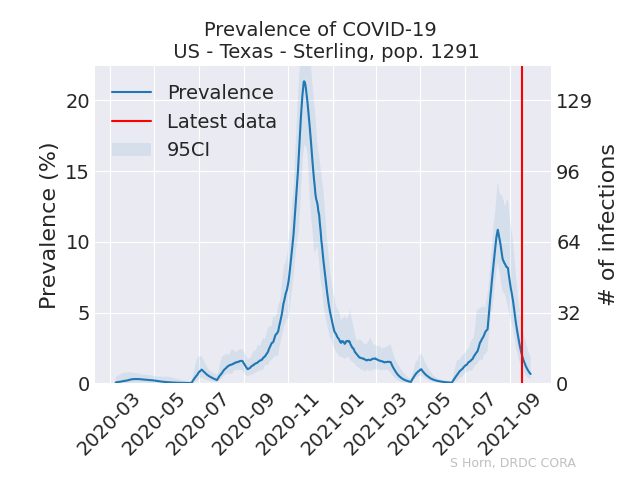 Prevalence of COVID-19
US - Texas - Sterling, pop. 1291
Prevalence
Latest data
95CI
Prevalence (%)
20
15
10
5
0
129
96
64
32
0
# of infections
2020-03
2020-05
2020-07
2020-09
2020-11
2021-01
2021-03
2021-05
2021-07
2021-09
S Horn, DRDC CORA